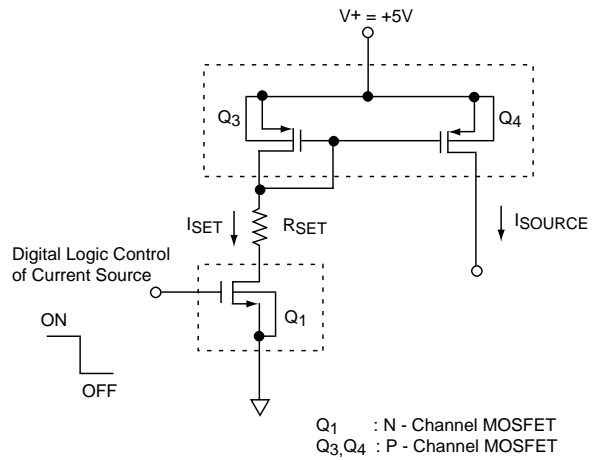 V+ = +5V
Q3
Q4
ISET
RSET
ISOURCE
Digital Logic Control
of Current Source
Q1
ON
OFF
Q1 : N - Channel MOSFET
Q3,Q4 : P - Channel MOSFET